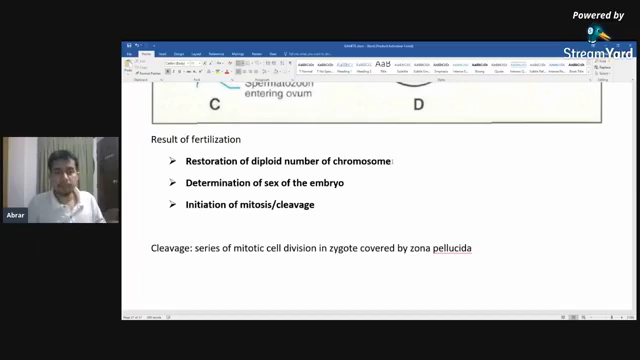 Powered by
StreamYard
Spermatozoon
entering ovum
C
D
Result of fertilization
➢ Restoration of diploid number of chromosome
➢ Determination of sex of the embryo
➢ Initiation of mitosis/cleavage
Cleavage: series of mitotic cell division in zygote covered by zona pellucida
Abrar